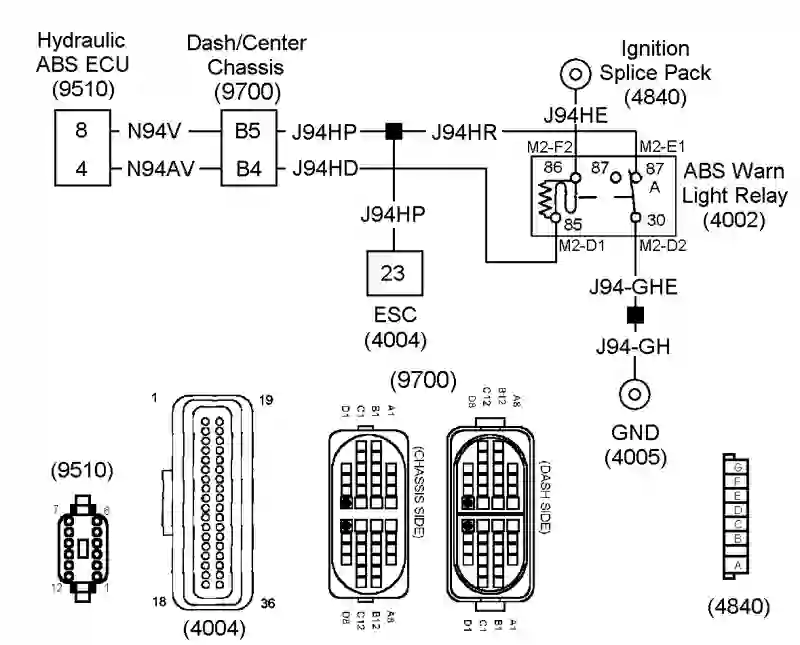 Hydraulic
ABS ECU
(9510)
Dash/Center
Chassis
(9700)
Ignition
Splice Pack
(4840)
8
N94V
B5
J94HP
J94HR
J94HE
4
N94AV
B4
J94HD
M2-F2
M2-E1
86
87
87
A
85
30
M2-D1
M2-D2
ABS Warn
Light Relay
(4002)
J94HP
23
ESC
(4004)
J94-GHE
J94-GH
GND
(4005)
(9510)
7
6
12
1
1
19
18
36
(4004)
(9700)
D1
C1
B1
A1
(CHASSIS SIDE)
D8
C12
B12
A8
D8
C12
B12
A8
(DASH SIDE)
D1
C1
B1
A1
G
F
E
D
C
B
A
(4840)